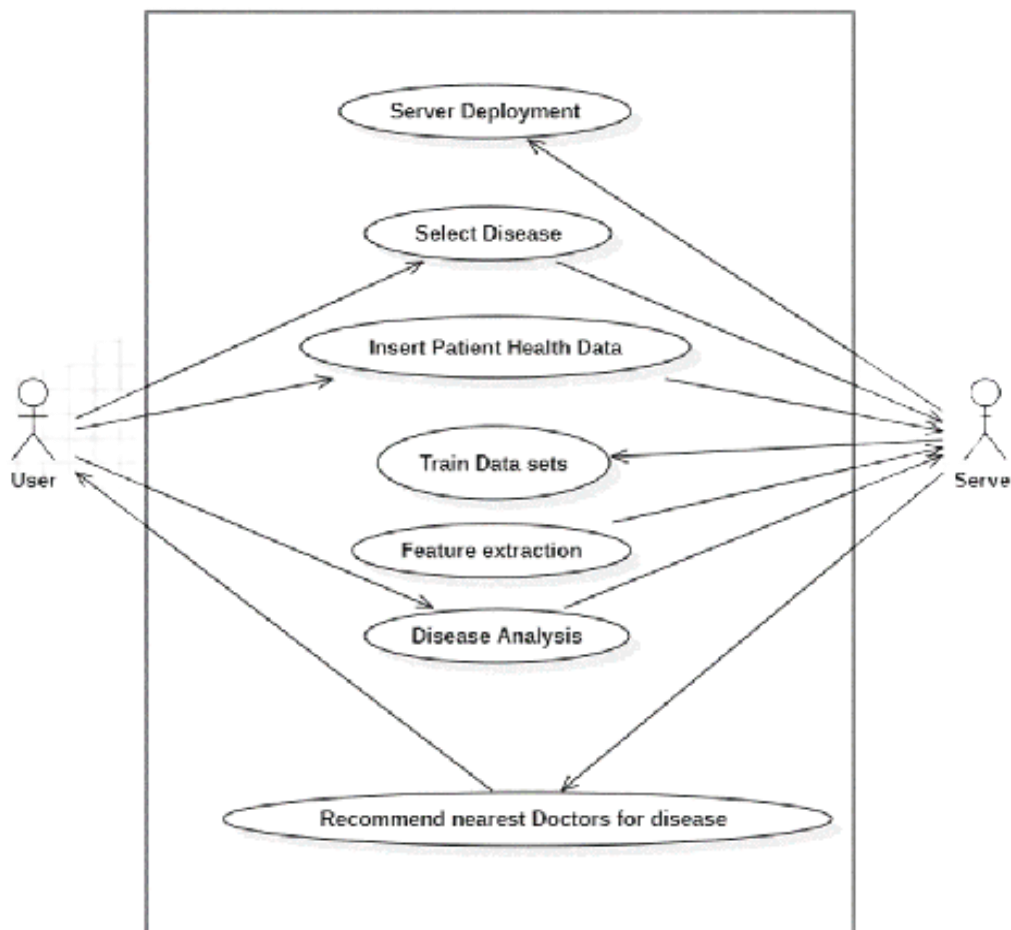 Server Deployment
Select Disease
Insert Patient Health Data
Train Data sets
User
Serve
Feature extraction
Disease Analysis
Recommend nearest Doctors for disease